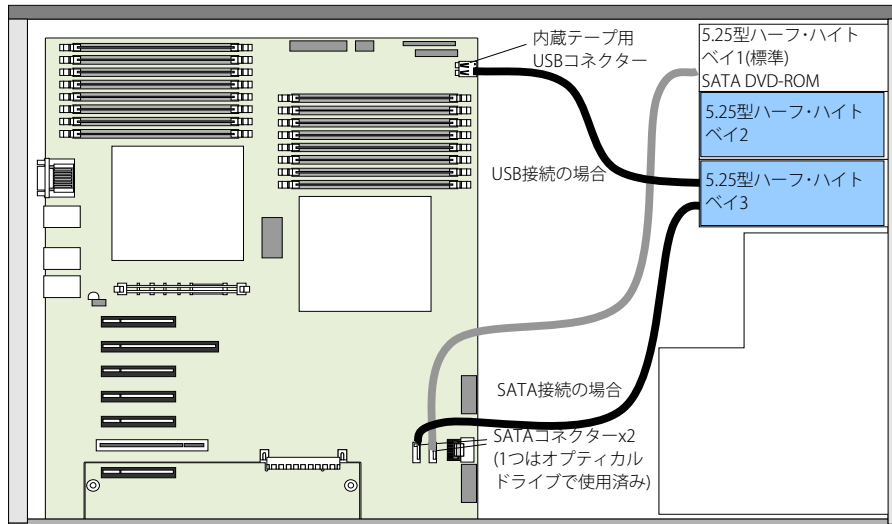 内蔵テープ用
USBコネクター
5.25型ハーフ・ハイト
ベイ1(標準)
SATA DVD-ROM
5.25型ハーフ・ハイト
ベイ2
USB接続の場合
5.25型ハーフ・ハイト
ベイ3
SATA接続の場合
SATAコネクターx2
(1つはオプティカル
ドライブで使用済み)